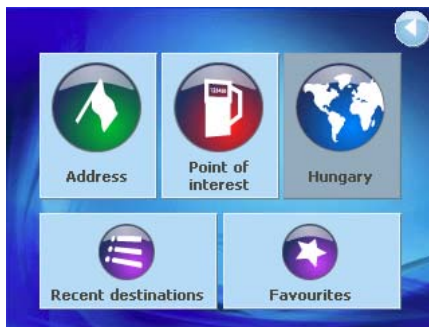 Address
Point of
interest
Hungary
Recent destinations
Favourites